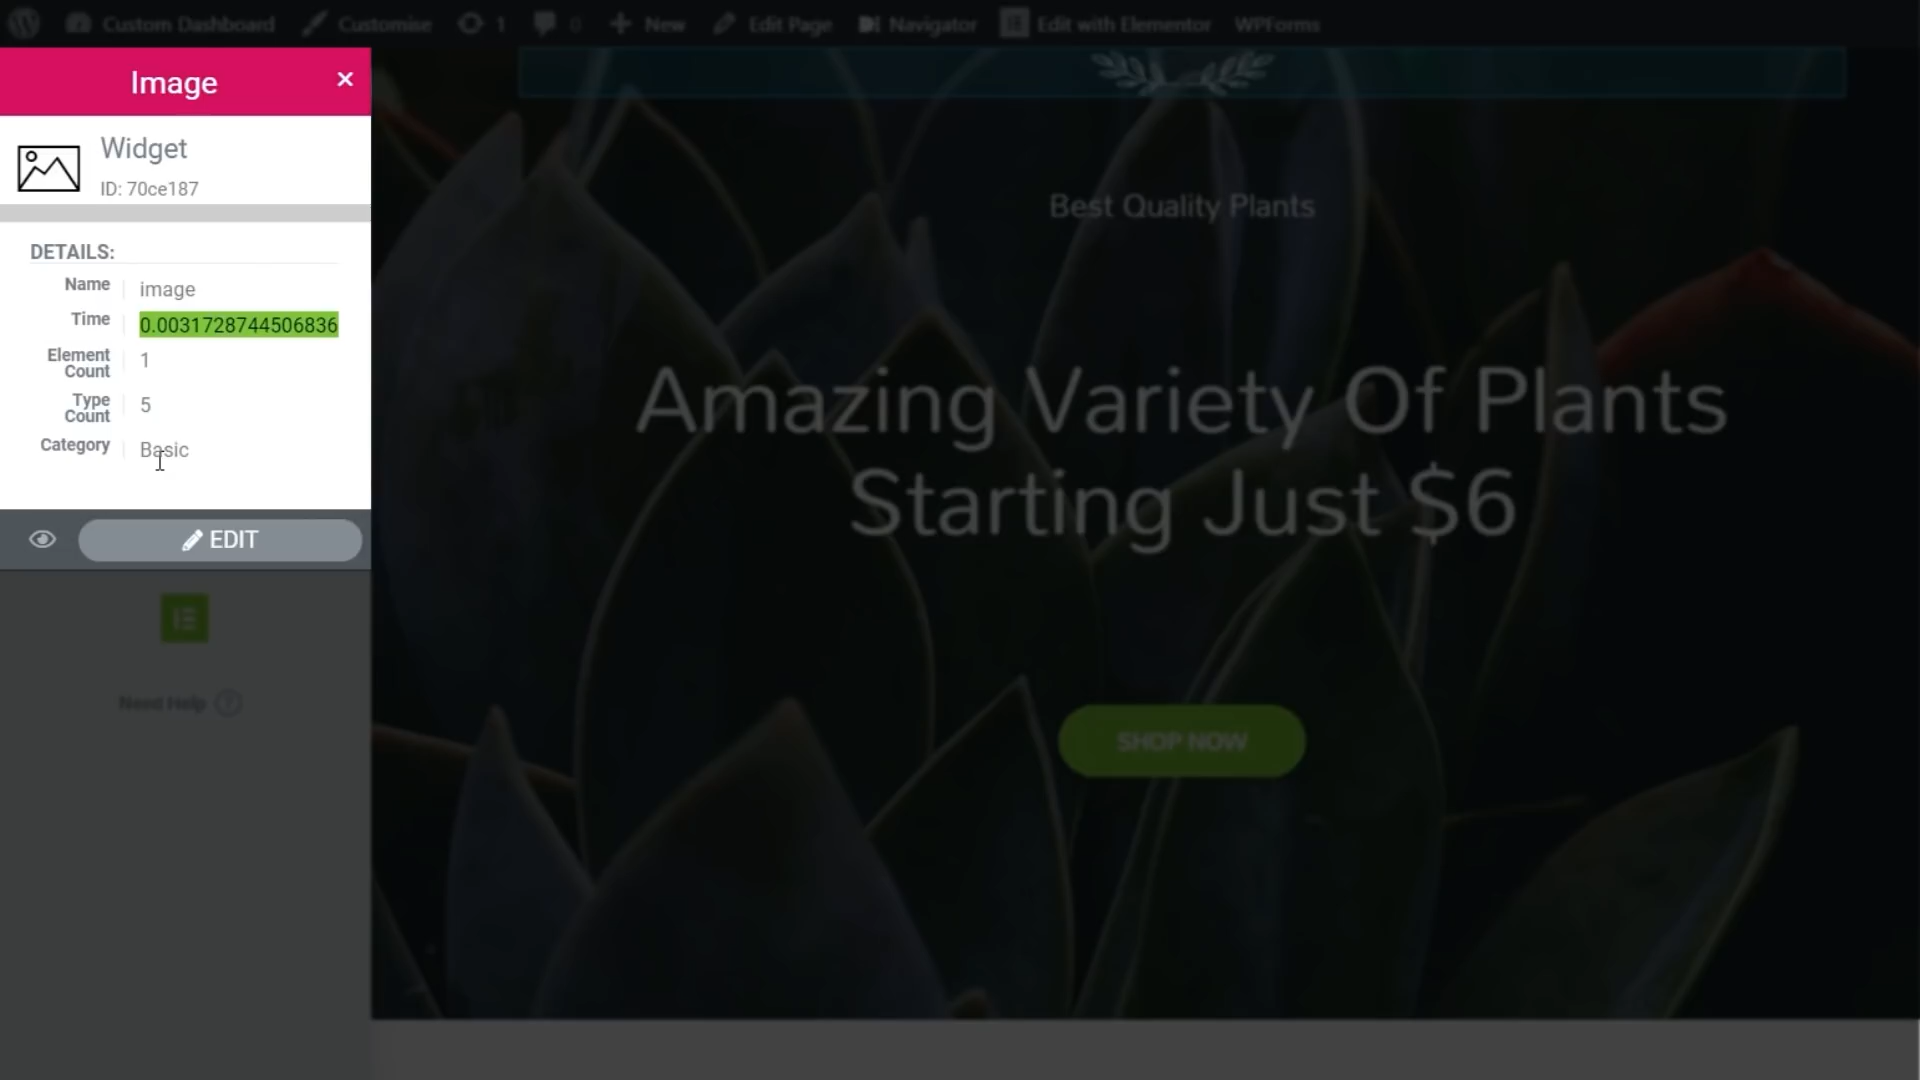 Custom Dashboard Customise 1 0 New Edit Page Navigator Edit with Elementor WPForms
Image ×
Widget
ID: 70ce187
DETAILS:
Name image
Time 0.0031728744506836
Element Count 1
Type Count 5
Category Basic
EDIT
Need Help ?
Best Quality Plants
Amazing Variety Of Plants
Starting Just $6
SHOP NOW